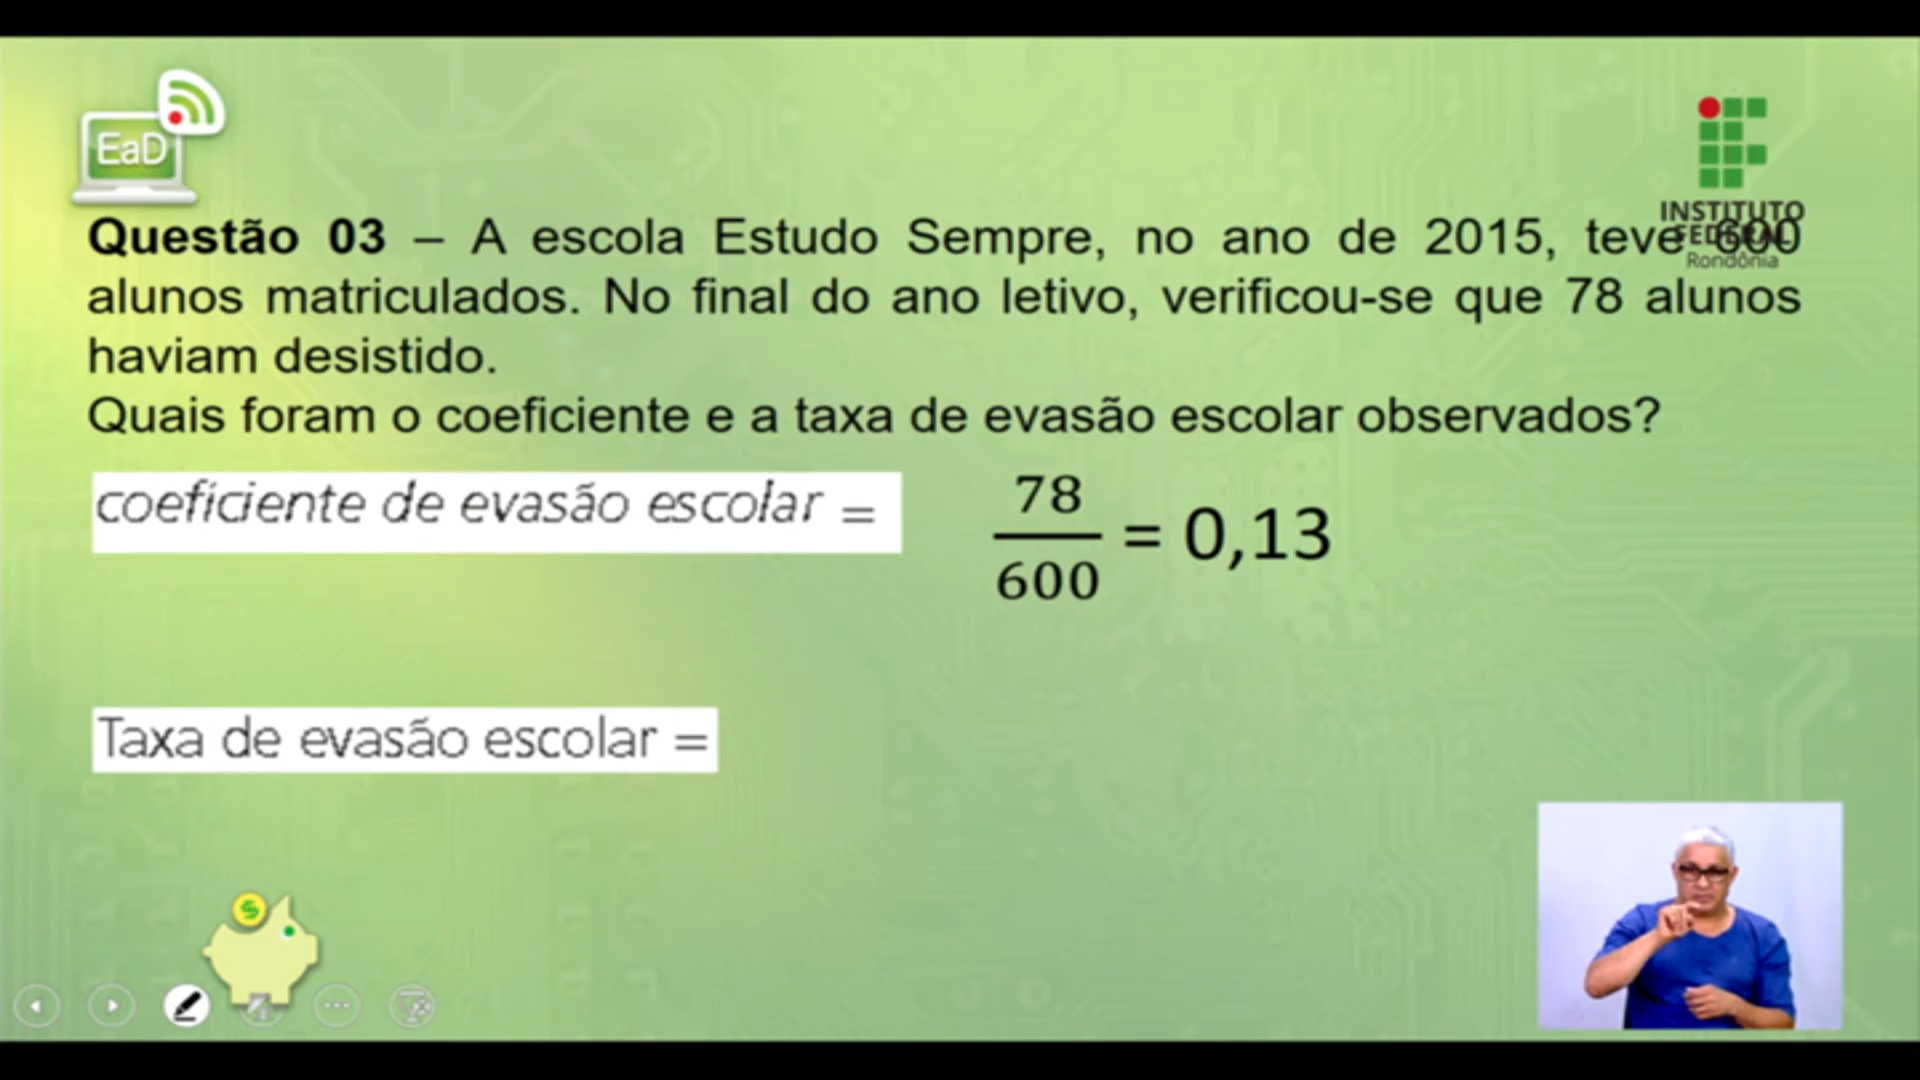 EaD
INSTITUTO
FEDERAL
Rondônia
Questão 03 – A escola Estudo Sempre, no ano de 2015, teve 600
alunos matriculados. No final do ano letivo, verificou-se que 78 alunos
haviam desistido.
Quais foram o coeficiente e a taxa de evasão escolar observados?
coeficiente de evasão escolar =
78
600
= 0,13
Taxa de evasão escolar =
$